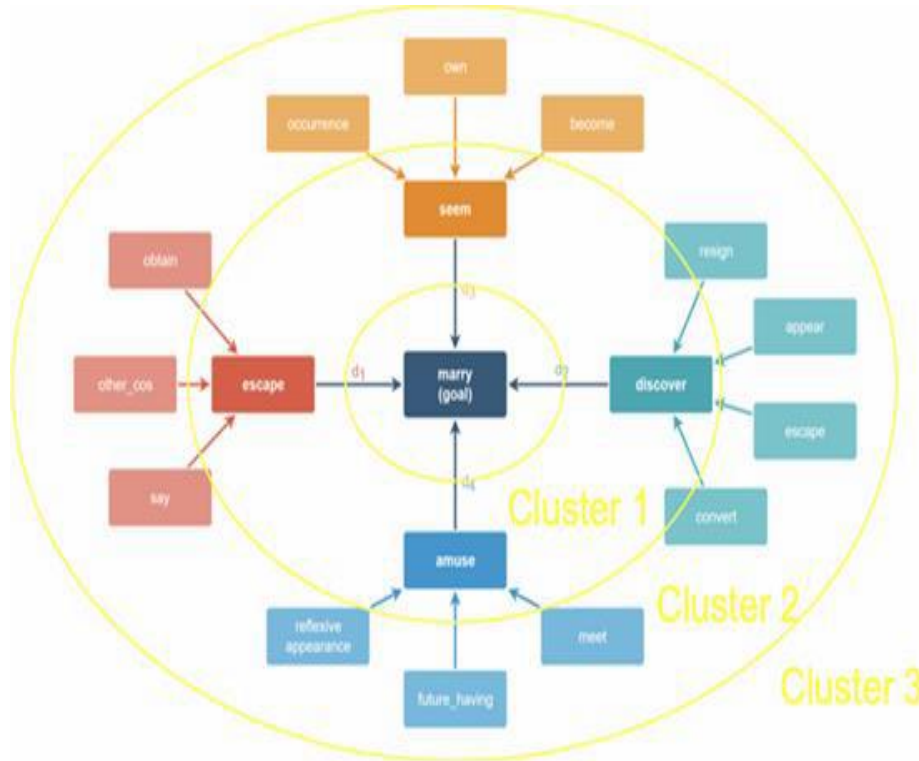 own
occurrence
become
seem
obtain
resign
d3
appear
other_cos
escape
d1
marry
(goal)
d2
discover
escape
say
d4
Cluster 1
convert
amuse
Cluster 2
reflexive
appearance
meet
future_having
Cluster 3